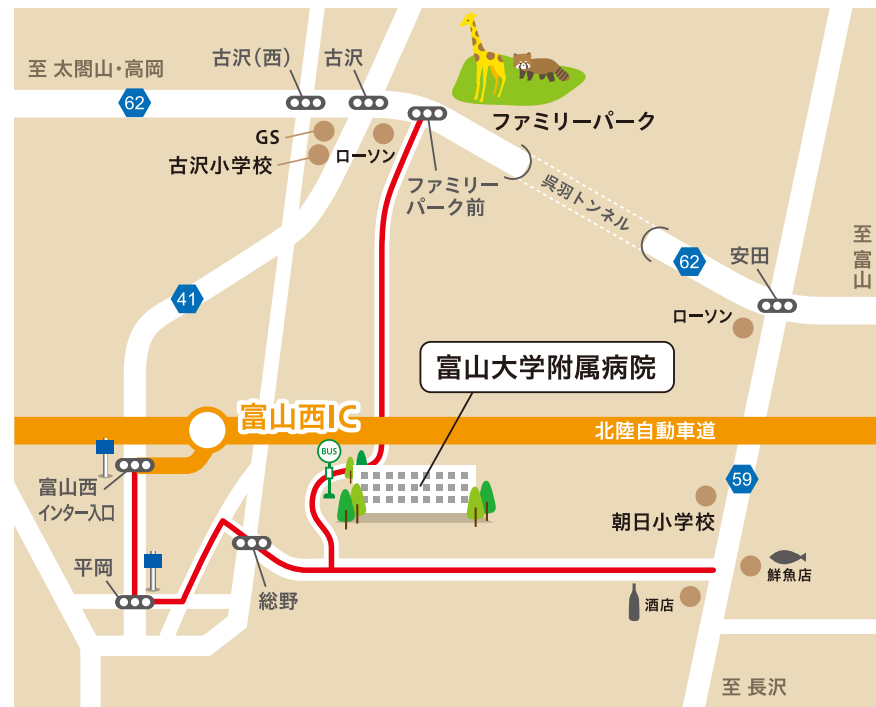 古沢(西)
古沢
至 太閤山・高岡
62
ファミリーパーク
GS
古沢小学校
ローソン
ファミリー
パーク前
呉羽トンネル
至
富
山
安田
62
41
ローソン
富山大学附属病院
富山西IC
北陸自動車道
BUS
59
富山西
インター入口
朝日小学校
平岡
総野
鮮魚店
酒店
至 長沢